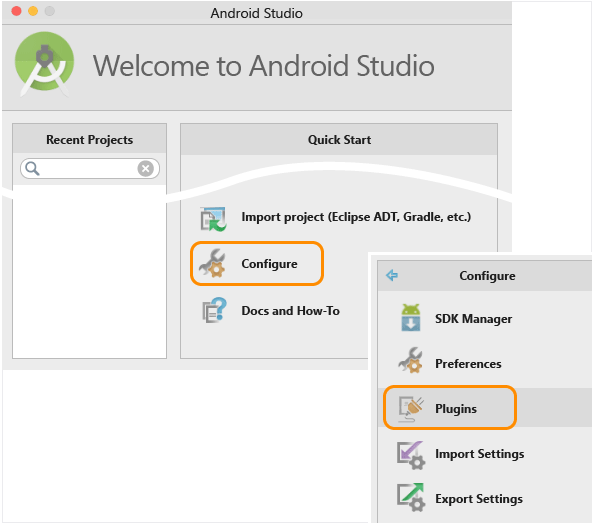 Android Studio
Welcome to Android Studio
Recent Projects
Quick Start
Import project (Eclipse ADT, Gradle, etc.)
Configure
Docs and How-To
Configure
SDK Manager
Preferences
Plugins
Import Settings
Export Settings